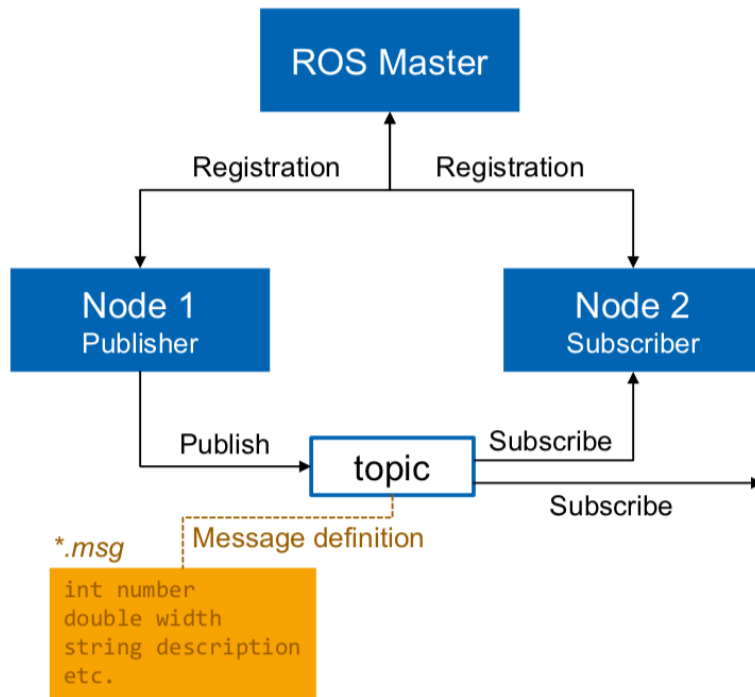 ROS Master
Registration
Registration
Node 1
Publisher
Node 2
Subscriber
Publish
topic
Subscribe
Subscribe
*.msg
Message definition
int number
double width
string description
etc.